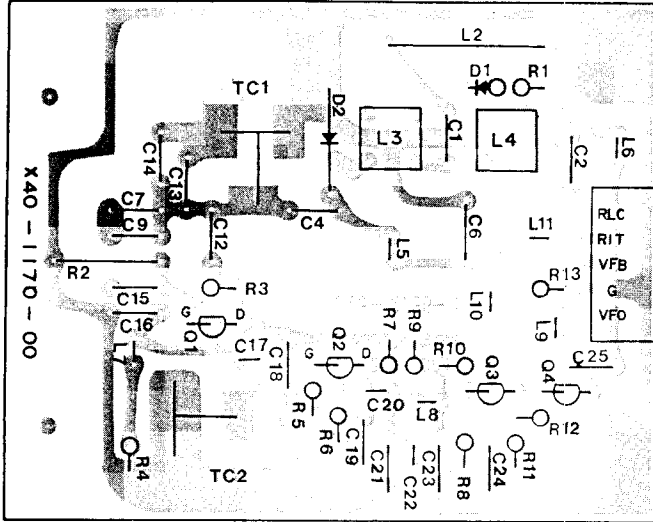 L2
D1
R1
TC1
D2
L3
C1
L4
C2
L6
C14
C13
C7
C9
C12
C4
C6
L5
L11
RLC
RIT
VFB
G
VFO
X40-1170-00
R2
R3
R13
C15
C16
L10
L9
G
D
Q1
L7
C17
C18
G
Q2
D
R7
R9
R10
Q3
Q4
C25
R5
C20
L8
R12
R6
C19
R4
TC2
C21
C22
C23
R8
C24
R11